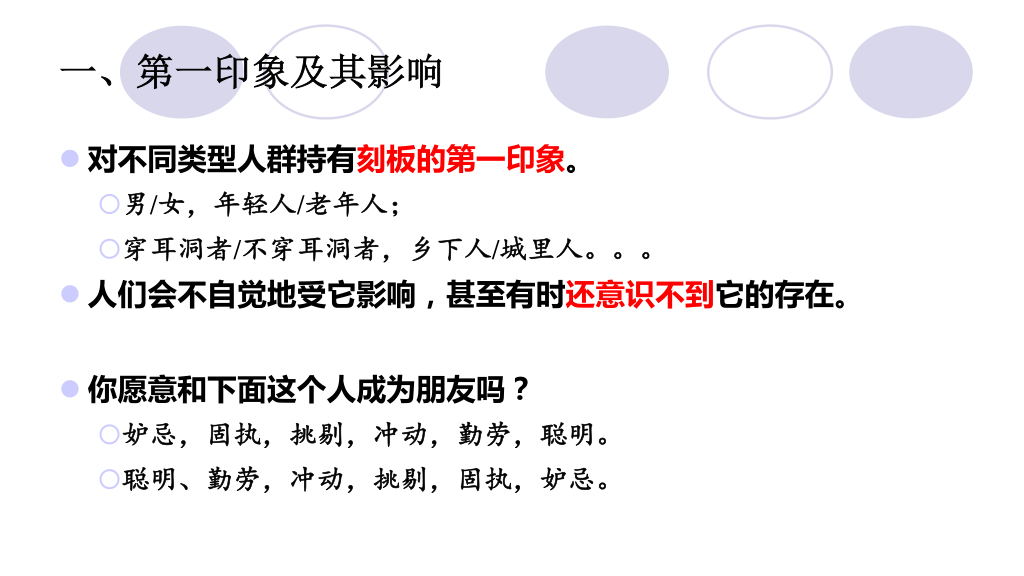 一、第一印象及其影响
对不同类型人群持有刻板的第一印象。
男/女，年轻人/老年人；
穿耳洞者/不穿耳洞者，乡下人/城里人。。。
人们会不自觉地受它影响，甚至有时还意识不到它的存在。
你愿意和下面这个人成为朋友吗？
妒忌，固执，挑剔，冲动，勤劳，聪明。
聪明、勤劳，冲动，挑剔，固执，妒忌。